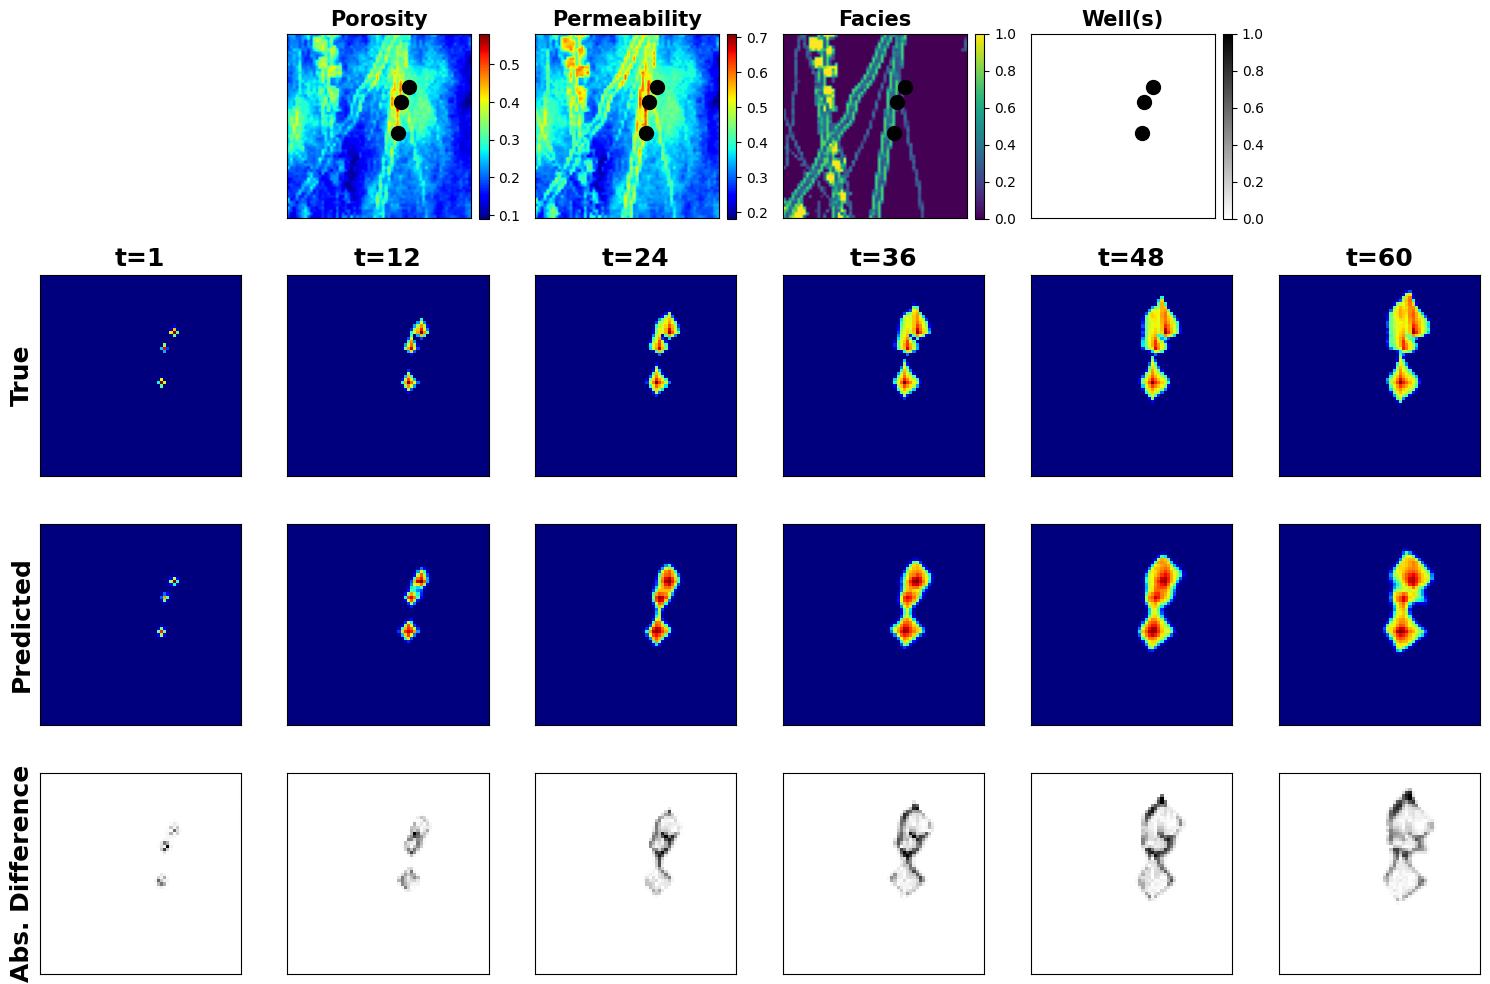 Porosity
Permeability
Facies
Well(s)
0.5
0.4
0.3
0.2
0.1
0.7
0.6
0.5
0.4
0.3
0.2
1.0
0.8
0.6
0.4
0.2
0.0
1.0
0.8
0.6
0.4
0.2
0.0
t=1
t=12
t=24
t=36
t=48
t=60
True
Predicted
Abs. Difference